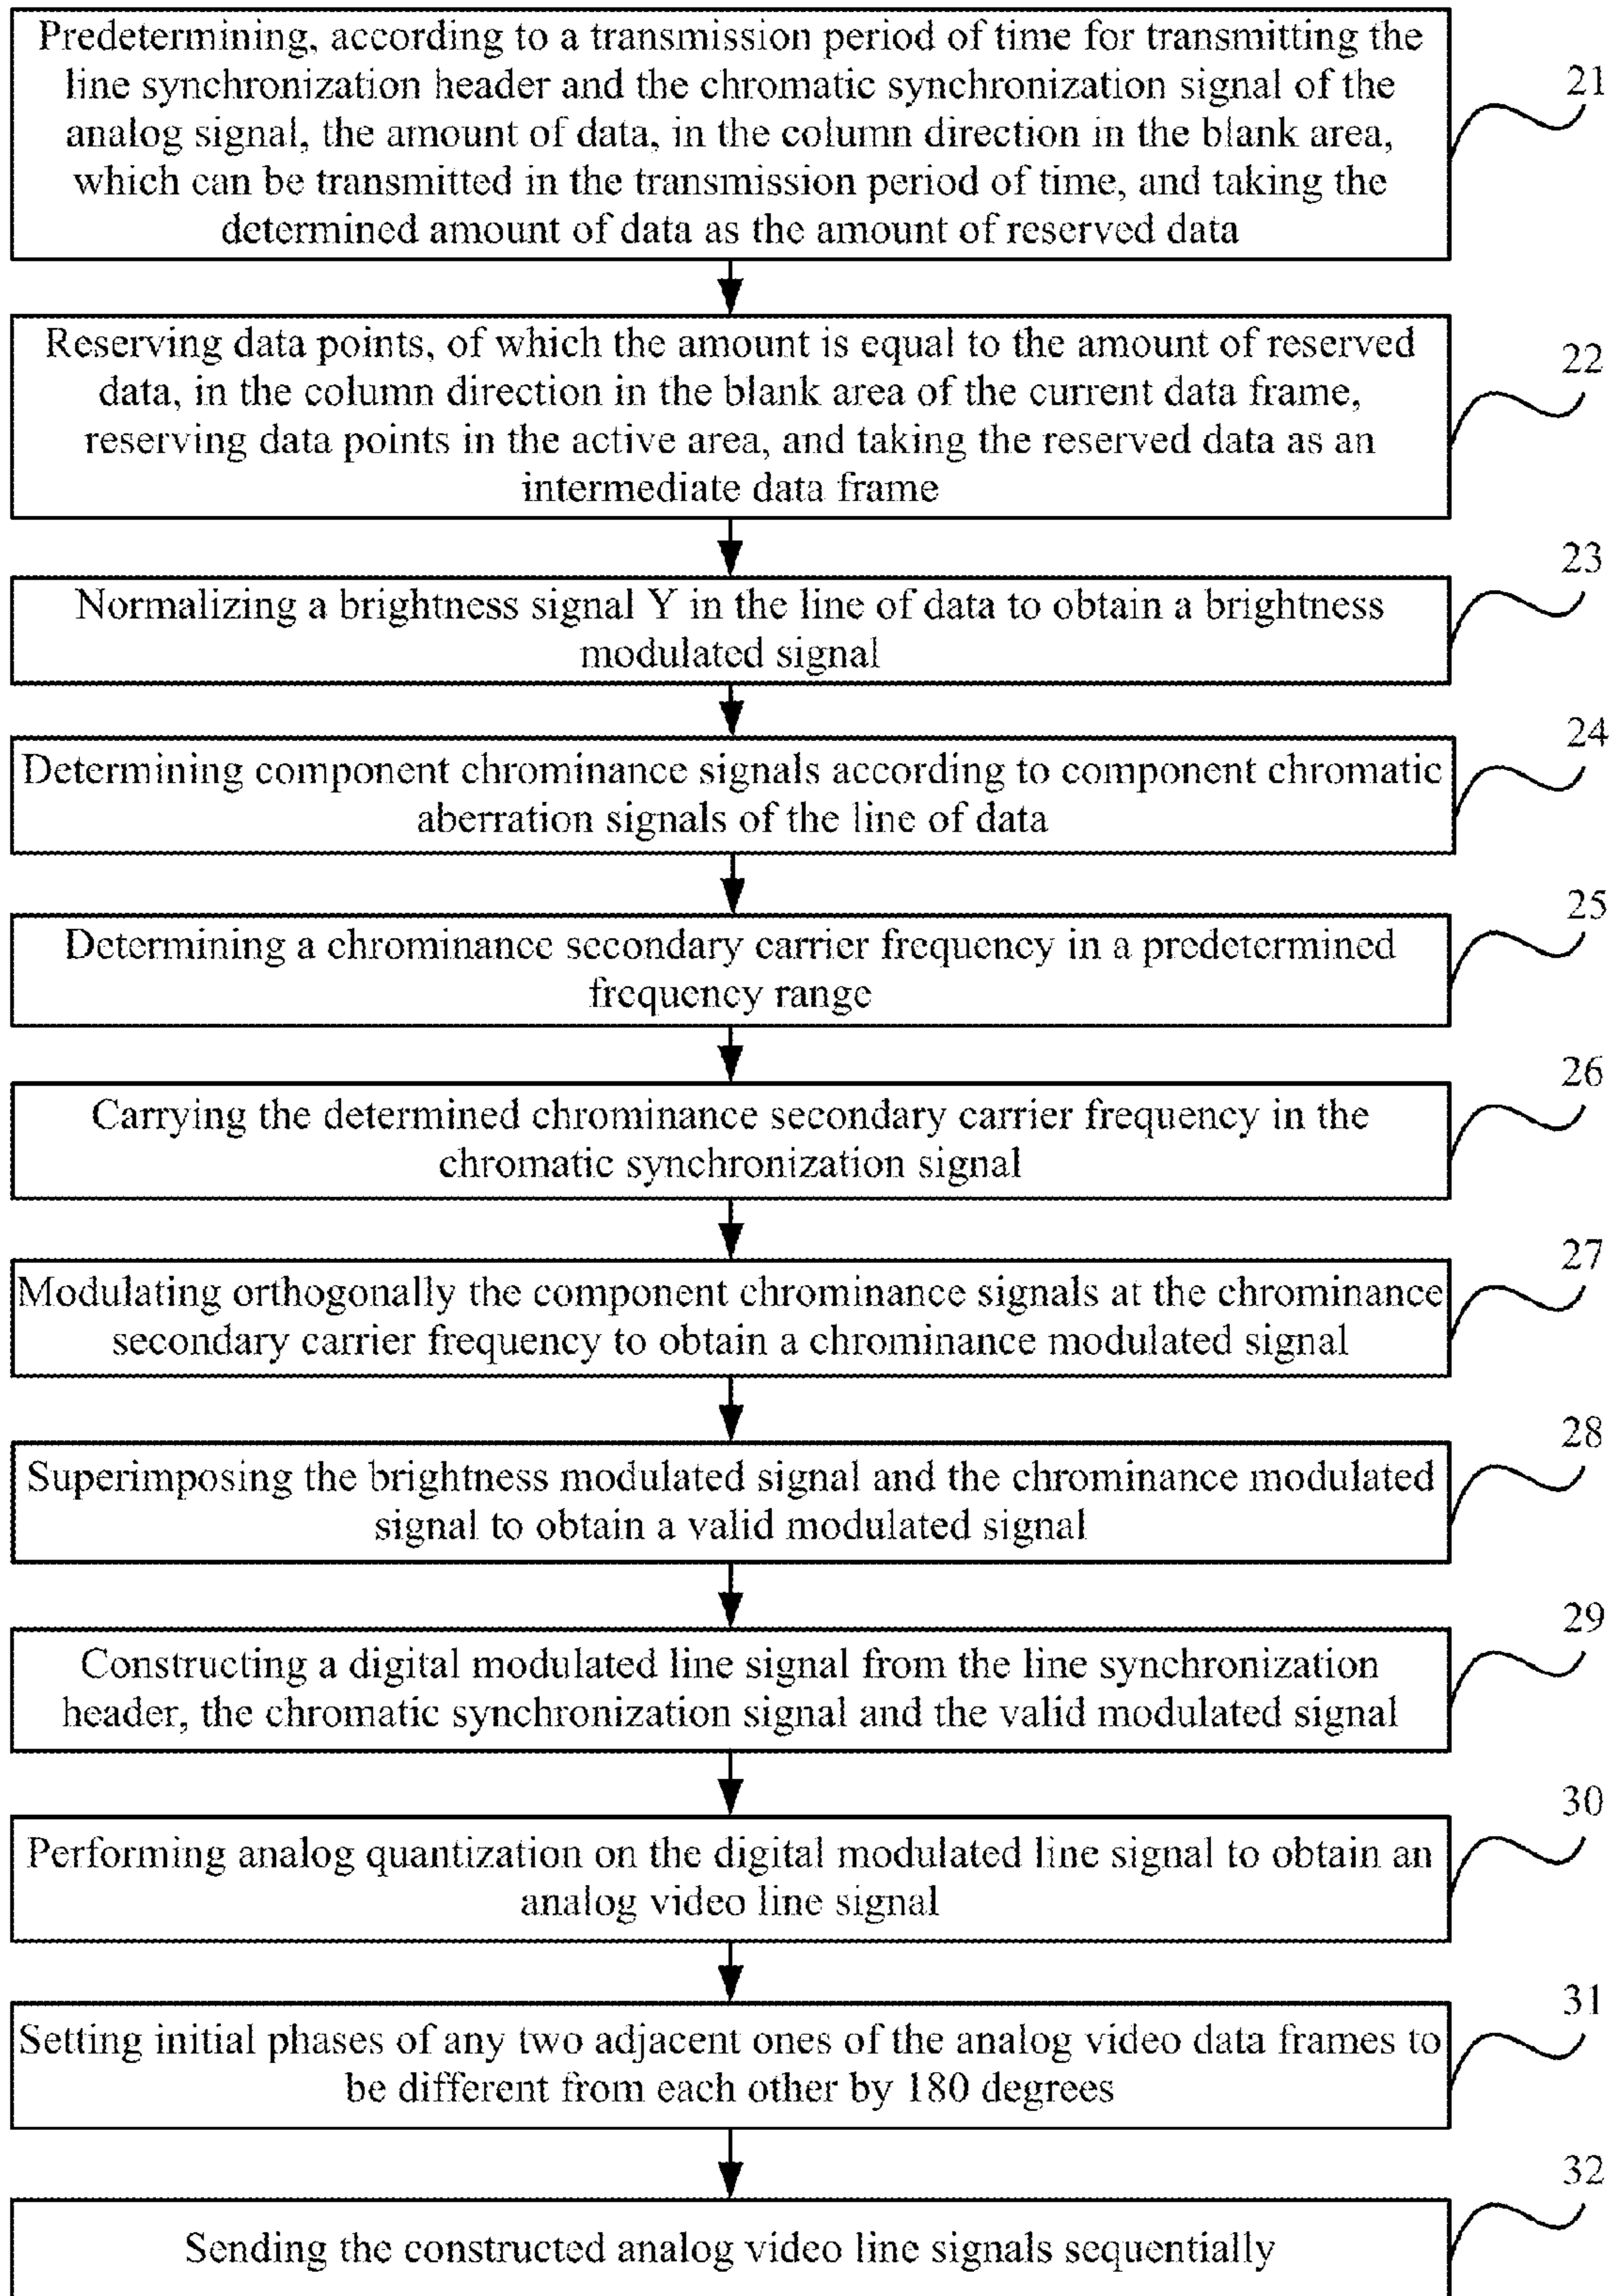 Predetermining, according to a transmission period of time for transmitting the
line synchronization header and the chromatic synchronization signal of the
analog signal, the amount of data, in the column direction in the blank area,
which can be transmitted in the transmission period of time, and taking the
determined amount of data as the amount of reserved data
21
Reserving data points, of which the amount is equal to the amount of reserved
data, in the column direction in the blank area of the current data frame,
reserving data points in the active area, and taking the reserved data as an
intermediate data frame
22
Normalizing a brightness signal Y in the line of data to obtain a brightness
modulated signal
23
Determining component chrominance signals according to component chromatic
aberration signals of the line of data
24
Determining a chrominance secondary carrier frequency in a predetermined
frequency range
25
Carrying the determined chrominance secondary carrier frequency in the
chromatic synchronization signal
26
Modulating orthogonally the component chrominance signals at the chrominance
secondary carrier frequency to obtain a chrominance modulated signal
27
Superimposing the brightness modulated signal and the chrominance modulated
signal to obtain a valid modulated signal
28
Constructing a digital modulated line signal from the line synchronization
header, the chromatic synchronization signal and the valid modulated signal
29
Performing analog quantization on the digital modulated line signal to obtain an
analog video line signal
30
Setting initial phases of any two adjacent ones of the analog video data frames to
be different from each other by 180 degrees
31
Sending the constructed analog video line signals sequentially
32